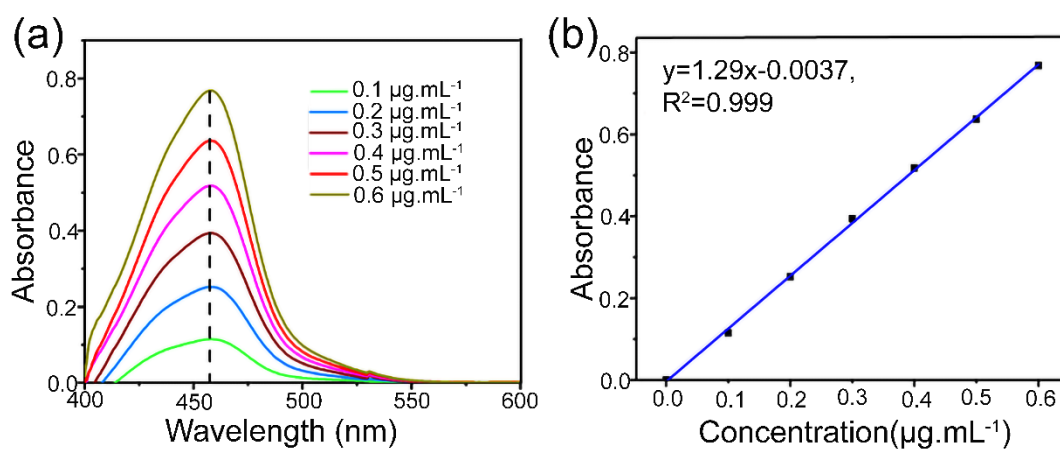 (a)
0.8
0.6
0.4
0.2
0.0
400
450
500
550
600
Absorbance
Wavelength (nm)
0.1 µg.mL⁻¹
0.2 µg.mL⁻¹
0.3 µg.mL⁻¹
0.4 µg.mL⁻¹
0.5 µg.mL⁻¹
0.6 µg.mL⁻¹
(b)
y=1.29x-0.0037,
R²=0.999
0.8
0.6
0.4
0.2
0.0
0.0
0.1
0.2
0.3
0.4
0.5
0.6
Absorbance
Concentration(µg.mL⁻¹)